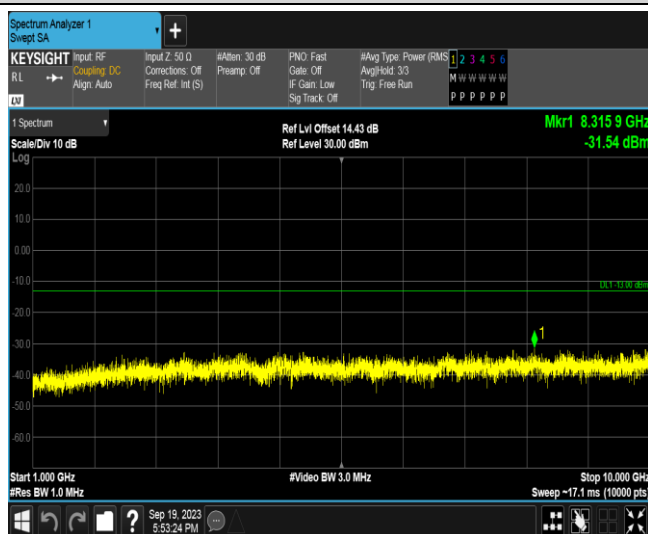 Spectrum Analyzer 1
Swept SA
+
KEYSIGHT
RL
LXI
Input: RF
Coupling: DC
Align: Auto
Input Z: 50 Ω
Corrections: Off
Freq Ref: Int (S)
#Atten: 30 dB
Preamp: Off
PNO: Fast
Gate: Off
IF Gain: Low
Sig Track: Off
#Avg Type: Power (RMS
Avg|Hold: 3/3
Trig: Free Run
1 2 3 4 5 6
M W W W W W
P P P P P P
1 Spectrum
Scale/Div 10 dB
Log
Ref Lvl Offset 14.43 dB
Ref Level 30.00 dBm
Mkr1 8.315 9 GHz
-31.54 dBm
20.0
10.0
0.00
-10.0
DL1 -13.00 dBm
-20.0
-30.0
1
-40.0
-50.0
-60.0
Start 1.000 GHz
#Res BW 1.0 MHz
#Video BW 3.0 MHz
Stop 10.000 GHz
Sweep ~17.1 ms (10000 pts)
?
Sep 19, 2023
5:53:24 PM